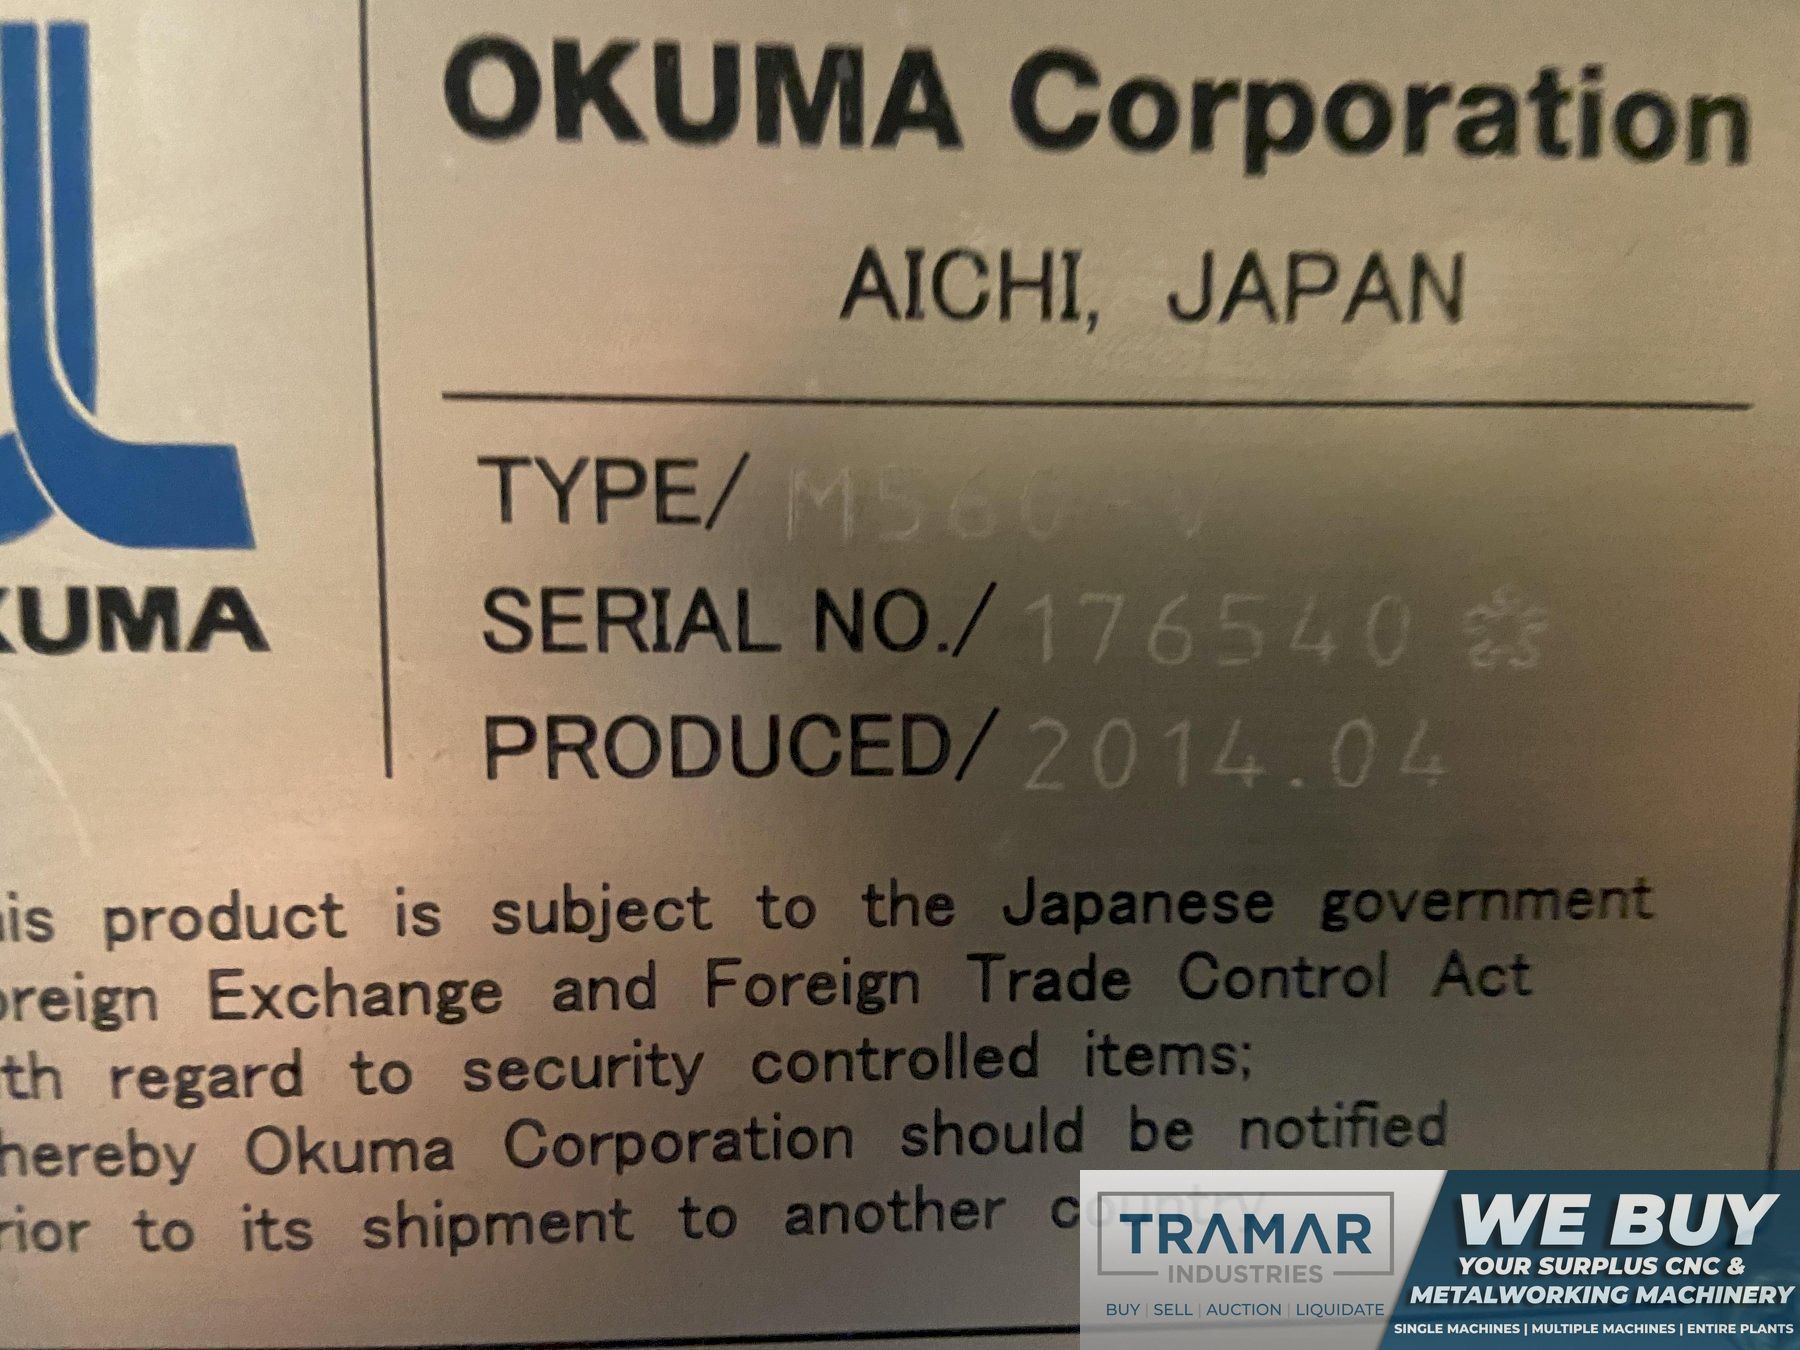 OKUMA Corporation
AICHI, JAPAN
TYPE/ M560-V
SERIAL NO./ 176540
PRODUCED/ 2014.04
KUMA
is product is subject to the Japanese government
reign Exchange and Foreign Trade Control Act
th regard to security controlled items;
hereby Okuma Corporation should be notified
rior to its shipment to another country.
TRAMAR
INDUSTRIES
BUY | SELL | AUCTION | LIQUIDATE
WE BUY
YOUR SURPLUS CNC &
METALWORKING MACHINERY
SINGLE MACHINES | MULTIPLE MACHINES | ENTIRE PLANTS